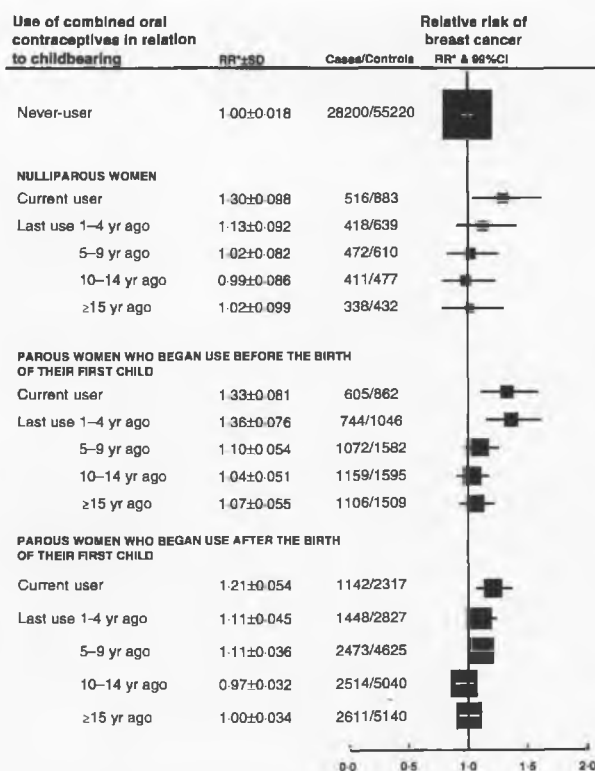 Use of combined oral contraceptives in relation to childbearing RR*±SD Cases/Controls Relative risk of breast cancer RR* & 99%CI
Never-user 1·00±0·018 28200/55220
NULLIPAROUS WOMEN
Current user 1·30±0·098 516/883
Last use 1–4 yr ago 1·13±0·092 418/639
5–9 yr ago 1·02±0·082 472/610
10–14 yr ago 0·99±0·086 411/477
≥15 yr ago 1·02±0·099 338/432
PAROUS WOMEN WHO BEGAN USE BEFORE THE BIRTH
OF THEIR FIRST CHILD
Current user 1·33±0·081 605/862
Last use 1–4 yr ago 1·36±0·076 744/1046
5–9 yr ago 1·10±0·054 1072/1582
10–14 yr ago 1·04±0·051 1159/1595
≥15 yr ago 1·07±0·055 1106/1509
PAROUS WOMEN WHO BEGAN USE AFTER THE BIRTH
OF THEIR FIRST CHILD
Current user 1·21±0·054 1142/2317
Last use 1-4 yr ago 1·11±0·045 1448/2827
5–9 yr ago 1·11±0·036 2473/4625
10–14 yr ago 0·97±0·032 2514/5040
≥15 yr ago 1·00±0·034 2611/5140
0·0 0·5 1·0 1·5 2·0